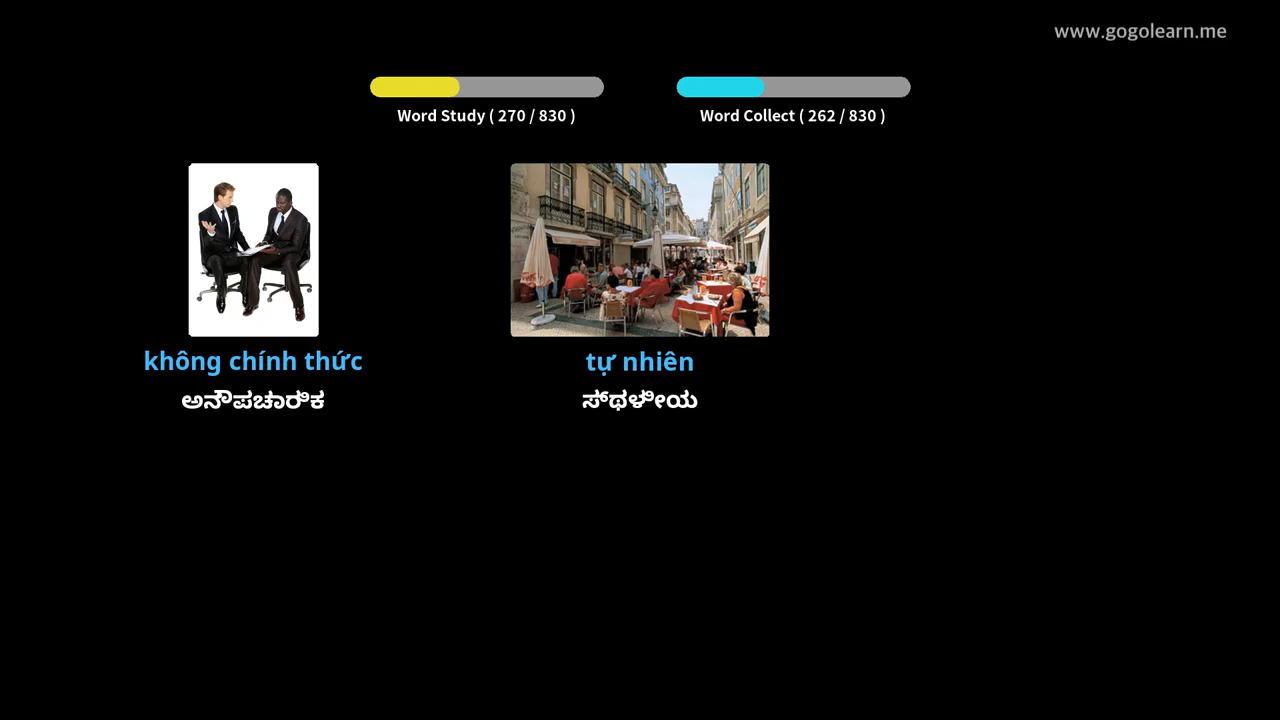 www.gogolearn.me
Word Study ( 270 / 830 )
Word Collect ( 262 / 830 )
không chính thức
ಅನೌಪಚಾರಿಕ
tự nhiên
ಸ್ಥಳೀಯ